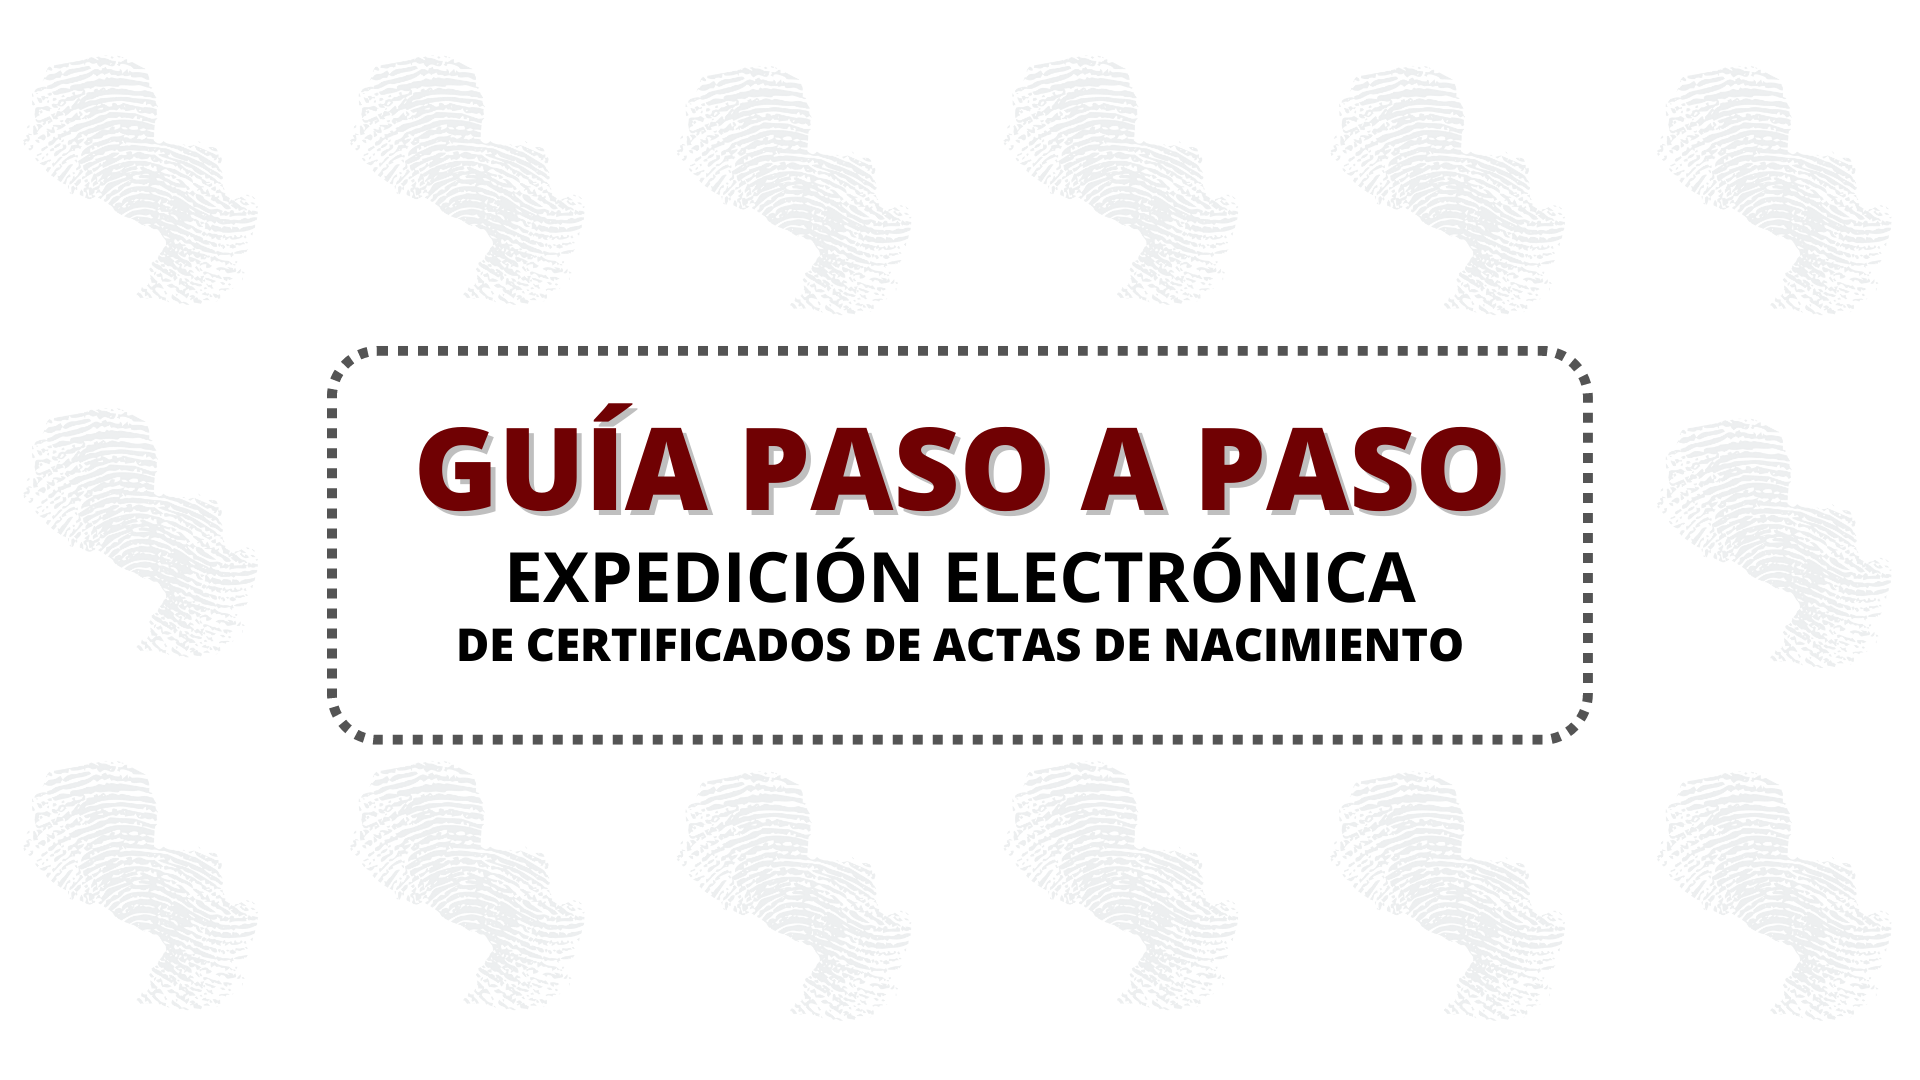 GUÍA PASO A PASO
EXPEDICIÓN ELECTRÓNICA
DE CERTIFICADOS DE ACTAS DE NACIMIENTO